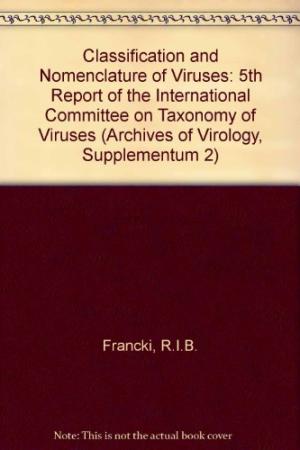 Classification and
Nomenclature of Viruses: 5th
Report of the International
Committee on Taxonomy of
Viruses (Archives of Virology,
Supplementum 2)
Francki, R.I.B.
Note: This is not the actual book cover